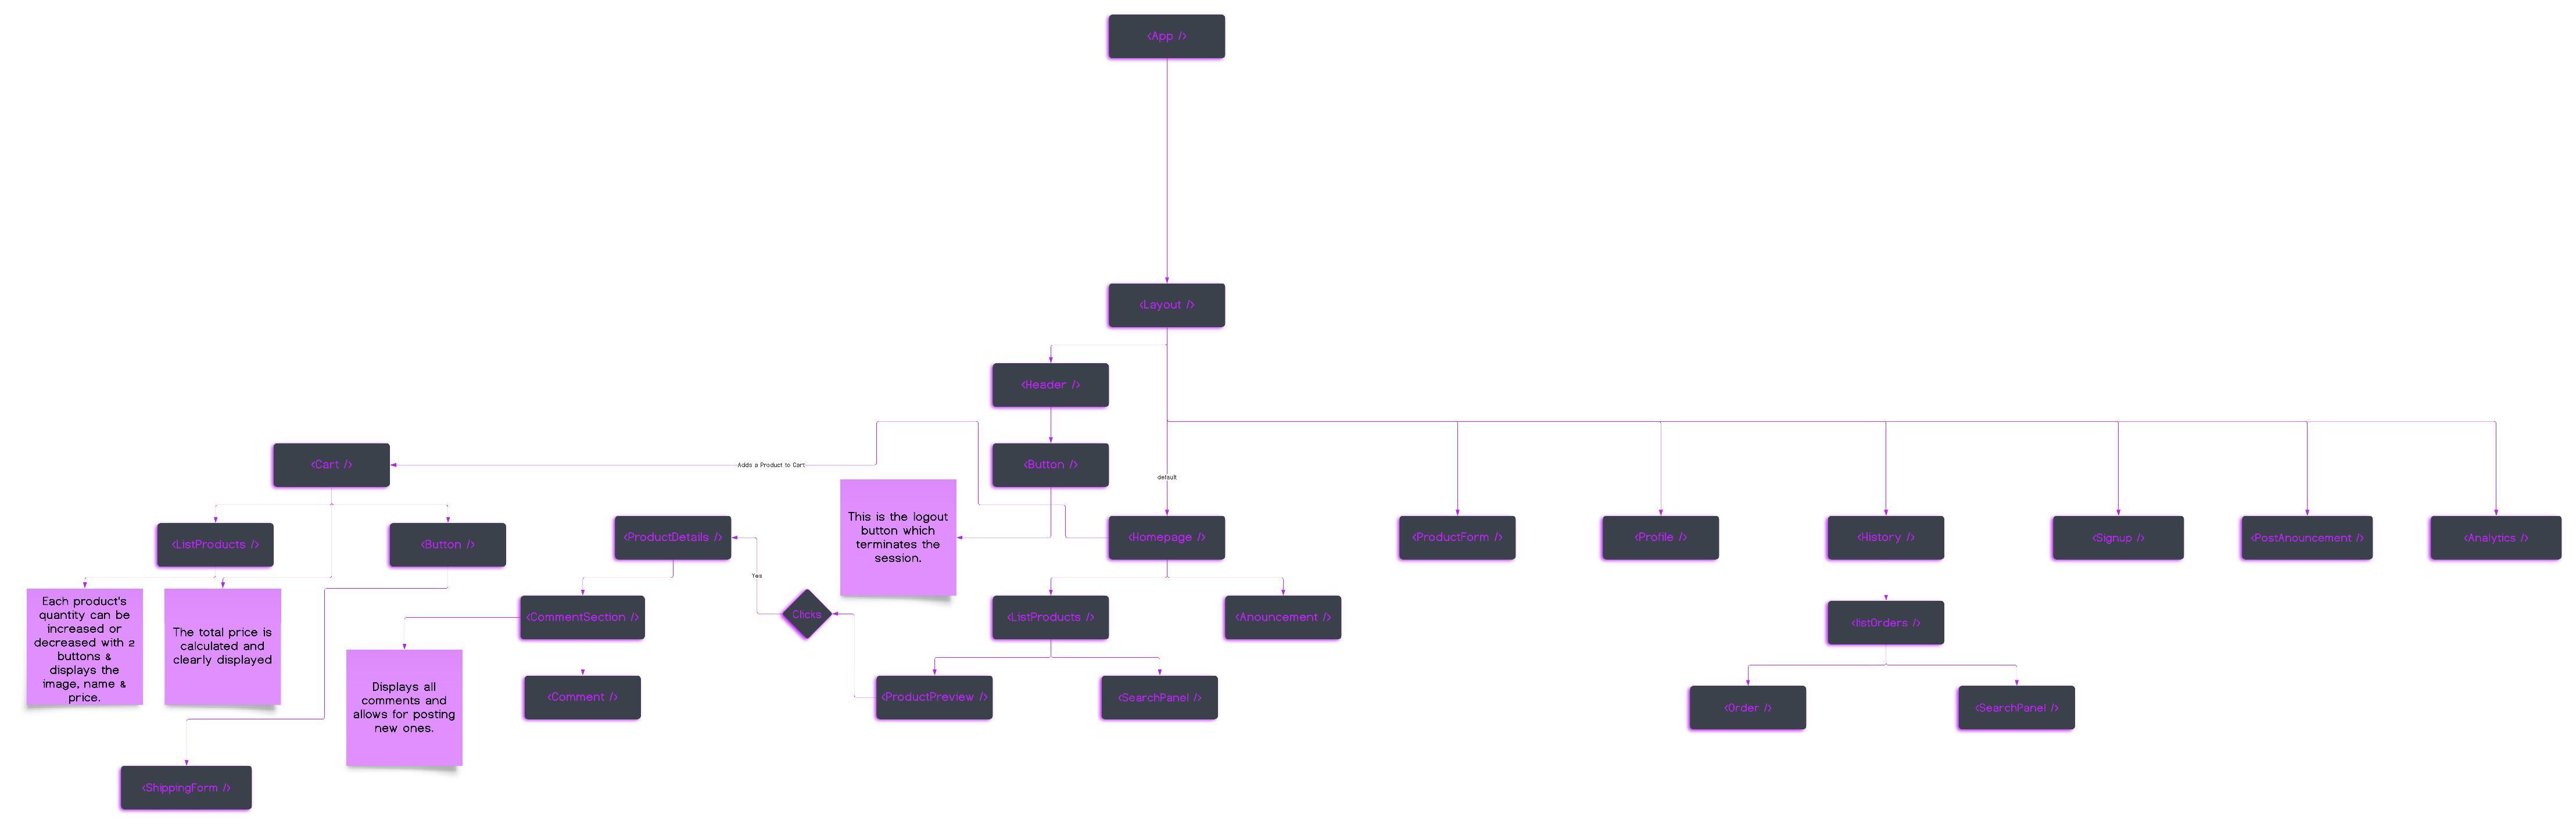 <App />
<Layout />
<Header />
<Cart />
Adds a Product to Cart
<Button />
default
<ListProducts />
<Button />
<ProductDetails />
This is the logout
button which
terminates the
session.
<Homepage />
<ProductForm />
<Profile />
<History />
<Signup />
<PostAnouncement />
<Analytics />
Yes
Each product's
quantity can be
increased or
decreased with 2
buttons &
displays the
image, name &
price.
The total price is
calculated and
clearly displayed
<CommentSection />
Clicks
<ListProducts />
<Anouncement />
<listOrders />
Displays all
comments and
allows for posting
new ones.
<Comment />
<ProductPreview />
<SearchPanel />
<Order />
<SearchPanel />
<ShippingForm />